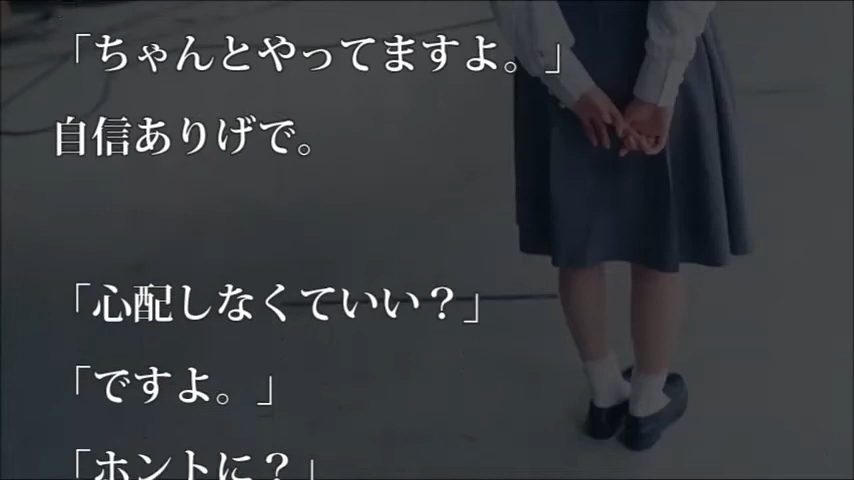 「ちゃんとやってますよ。」
自信ありげで。
「心配しなくていい？」
「ですよ。」
「ホントに？」